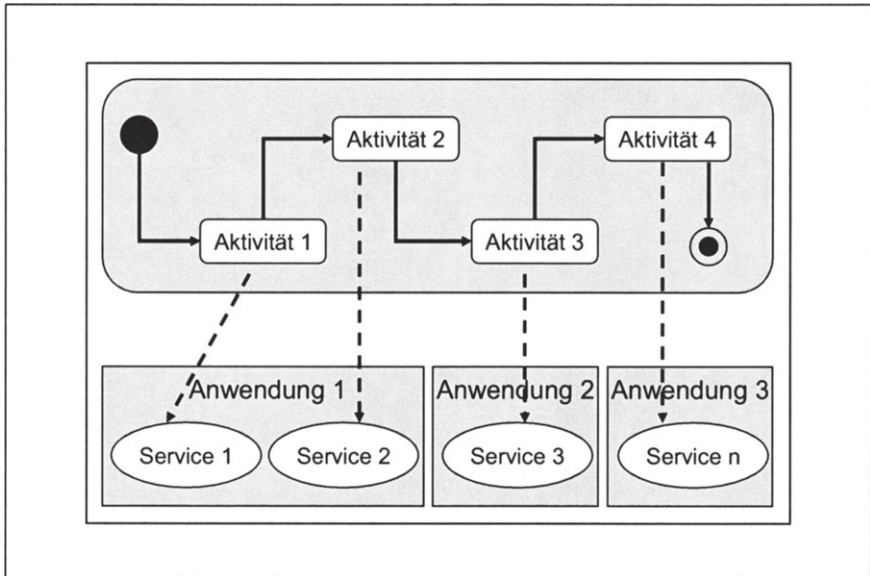 Aktivität 2
Aktivität 4
Aktivität 1
Aktivität 3
Anwendung 1
Anwendung 2
Anwendung 3
Service 1
Service 2
Service 3
Service n